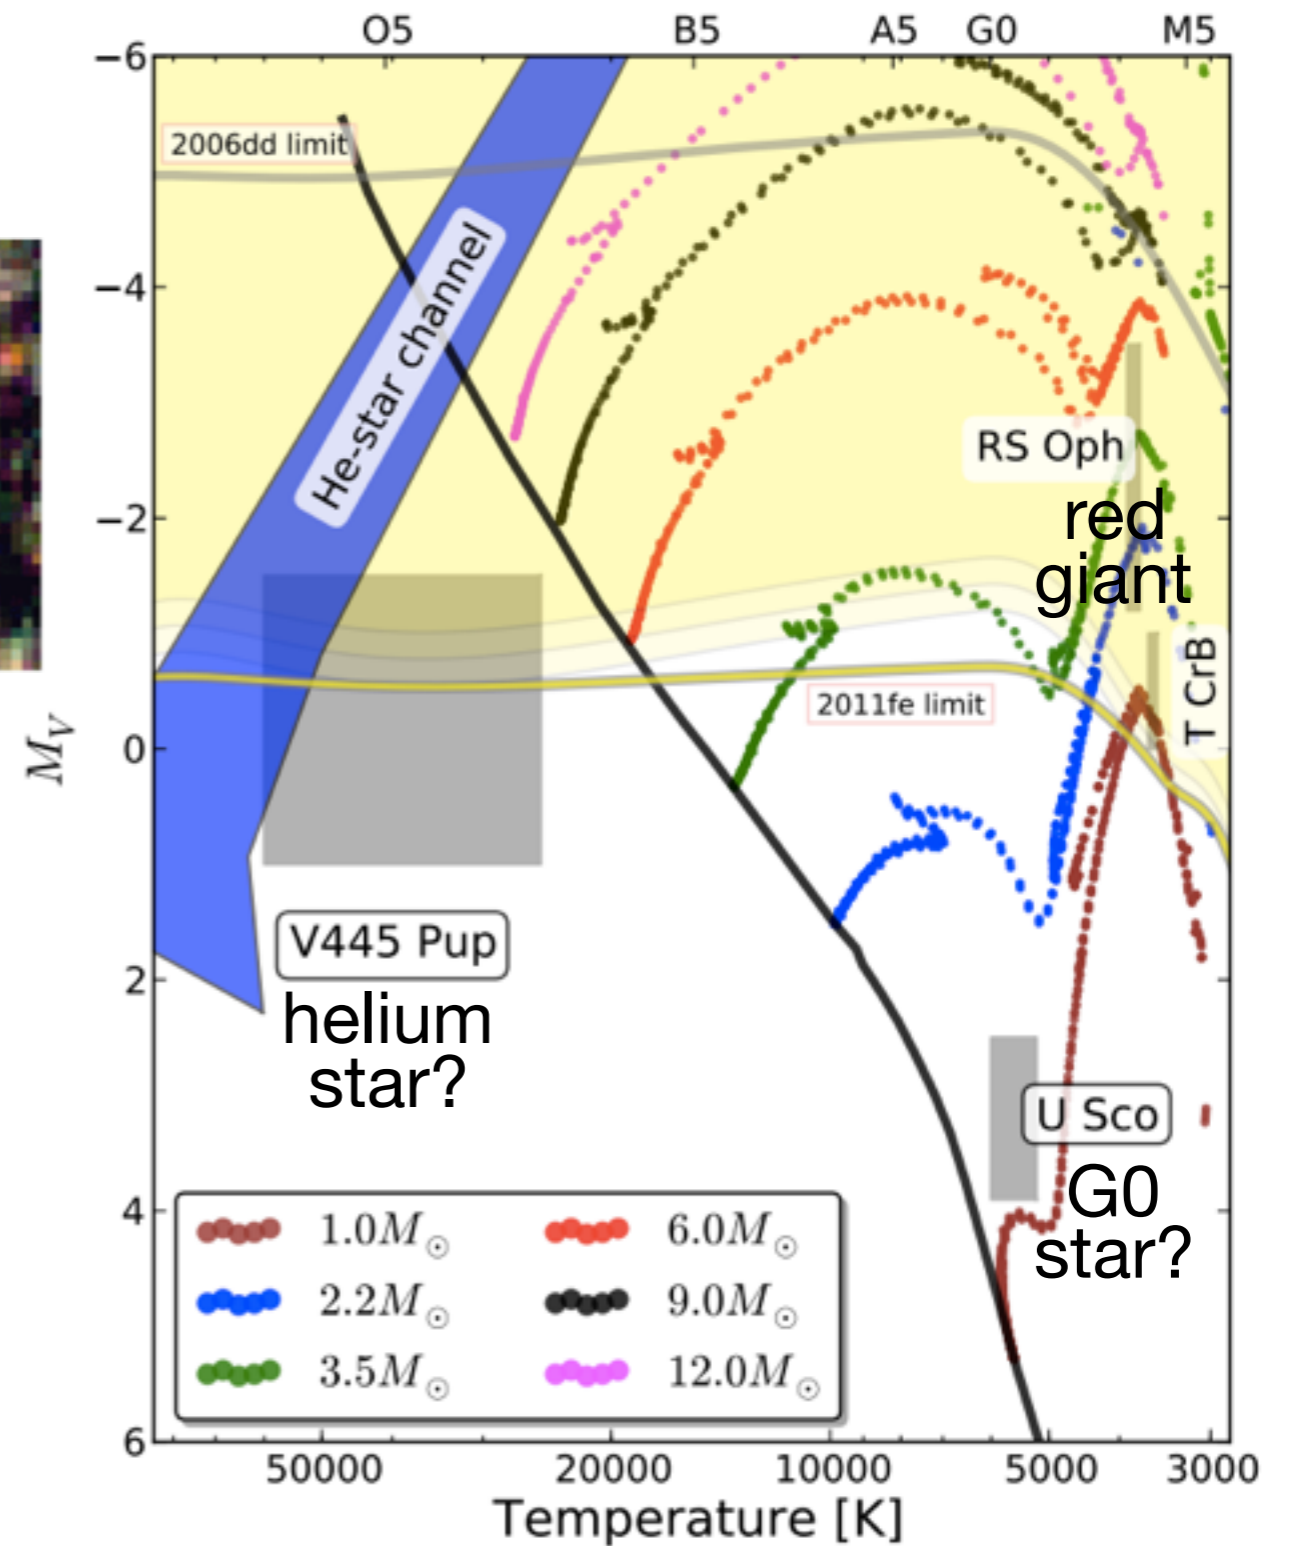 O5 B5 A5 G0 M5
−6
2006dd limit
−4
He-star channel
RS Oph
−2
red
giant
T CrB
2011fe limit
M_V
0
V445 Pup
2
helium
star?
U Sco
G0
star?
4
1.0M☉ 6.0M☉
2.2M☉ 9.0M☉
3.5M☉ 12.0M☉
6
50000 20000 10000 5000 3000
Temperature [K]